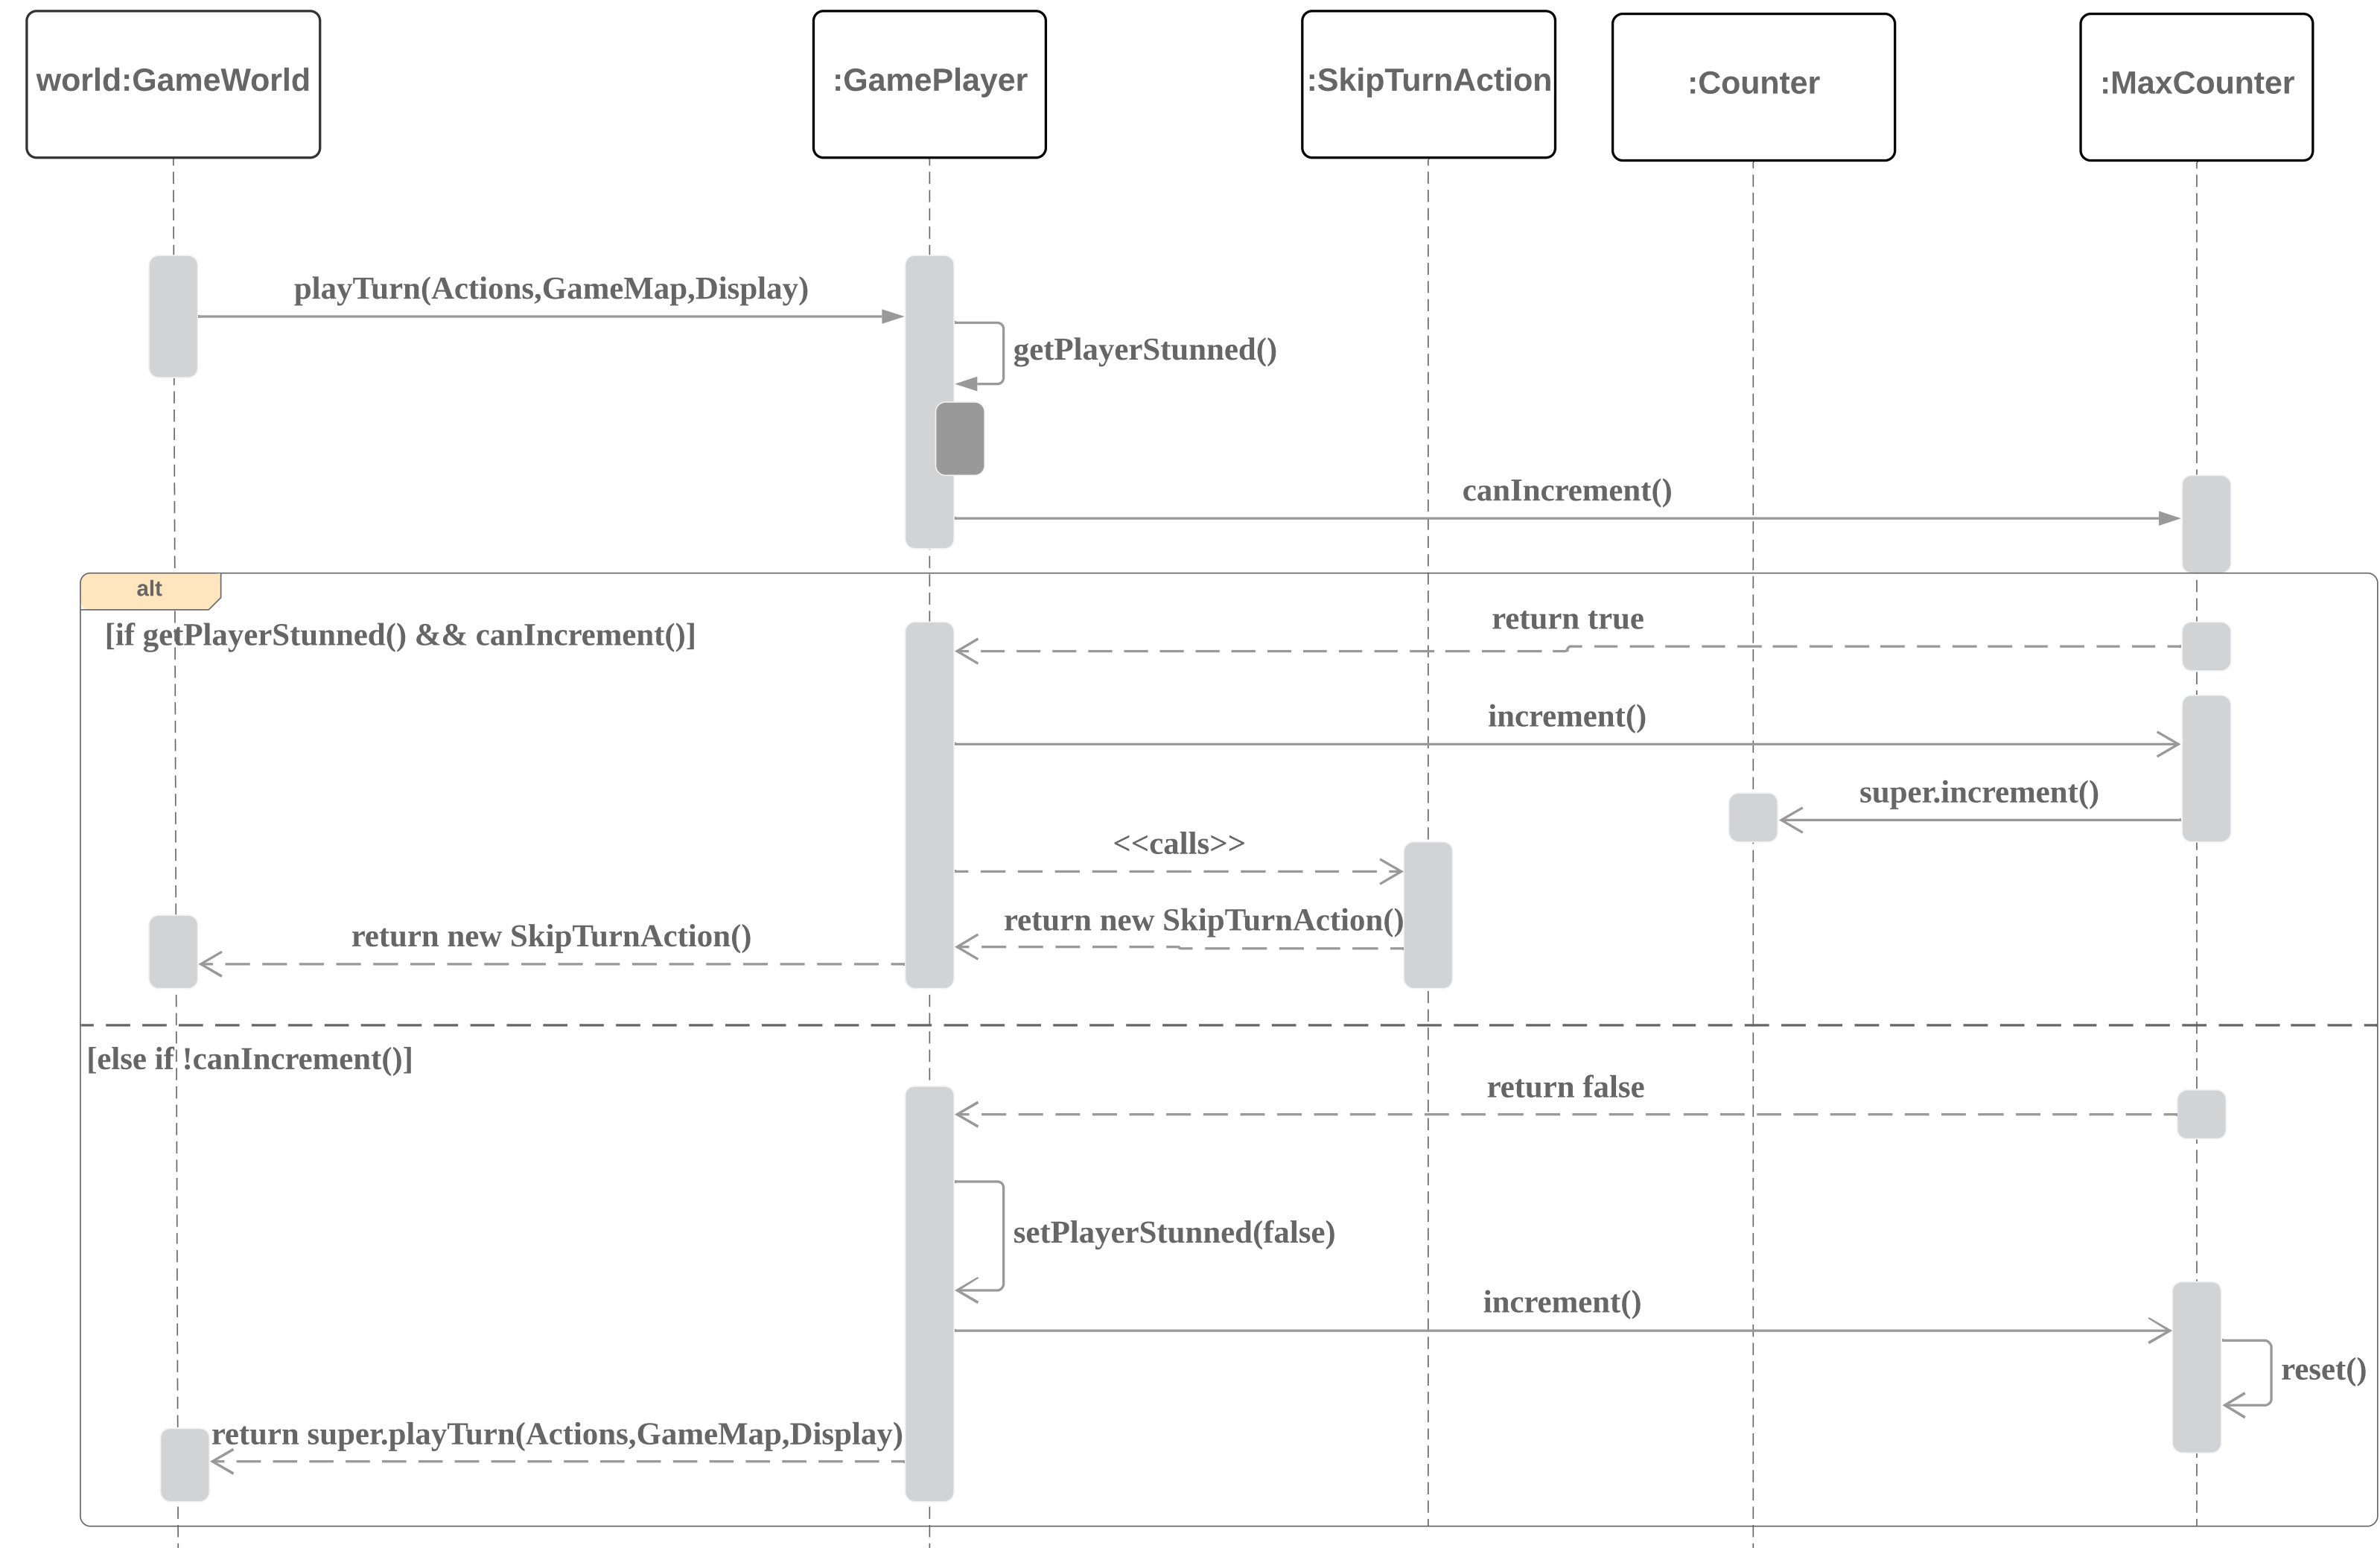 world:GameWorld
:GamePlayer
:SkipTurnAction
:Counter
:MaxCounter
playTurn(Actions,GameMap,Display)
getPlayerStunned()
canIncrement()
alt
[if getPlayerStunned() && canIncrement()]
return true
increment()
super.increment()
<<calls>>
return new SkipTurnAction()
return new SkipTurnAction()
[else if !canIncrement()]
return false
setPlayerStunned(false)
increment()
reset()
return super.playTurn(Actions,GameMap,Display)